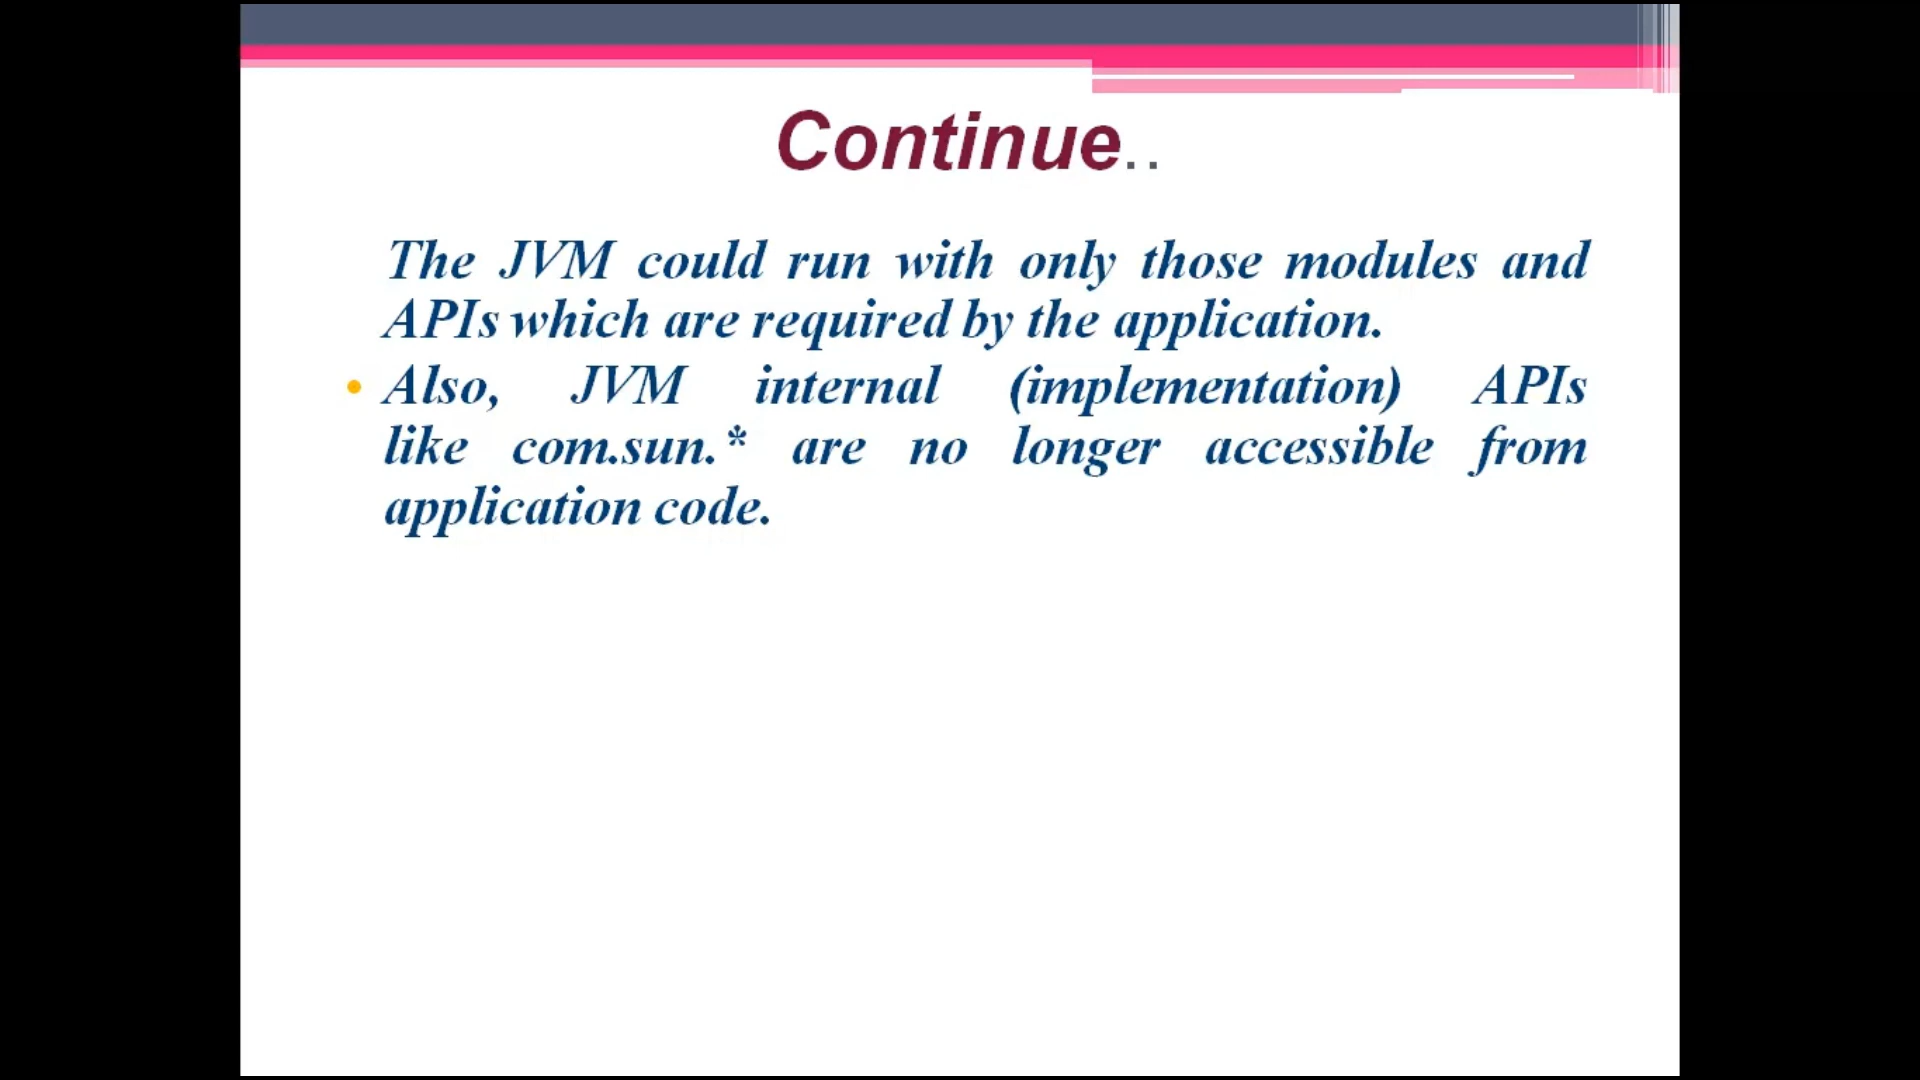 Continue..
The JVM could run with only those modules and
APIs which are required by the application.
• Also, JVM internal (implementation) APIs
like com.sun.* are no longer accessible from
application code.